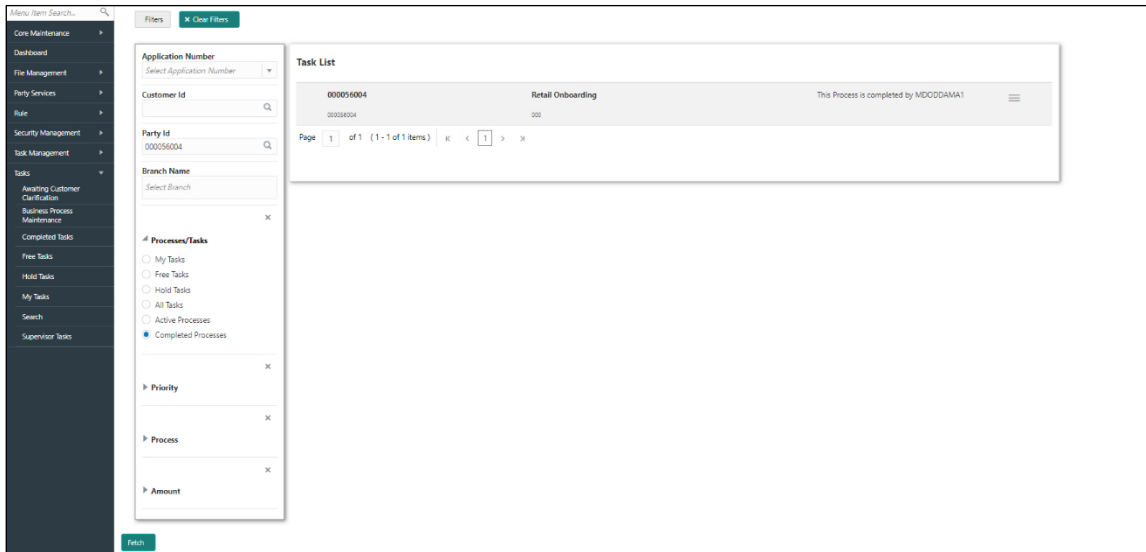 Menu Item Search...
Core Maintenance
Dashboard
File Management
Party Services
Rule
Security Management
Task Management
Tasks
Awaiting Customer
Clarification
Business Process
Maintenance
Completed Tasks
Free Tasks
Hold Tasks
My Tasks
Search
Supervisor Tasks
Filters
× Clear Filters
Application Number
Select Application Number
Customer Id
Party Id
000056004
Branch Name
Select Branch
Processes/Tasks
My Tasks
Free Tasks
Hold Tasks
All Tasks
Active Processes
Completed Processes
Priority
Process
Amount
Fetch
Task List
000056004 Retail Onboarding This Process is completed by MDODDAMA1
000056004 000
Page 1 of 1 (1 - 1 of 1 items) 1